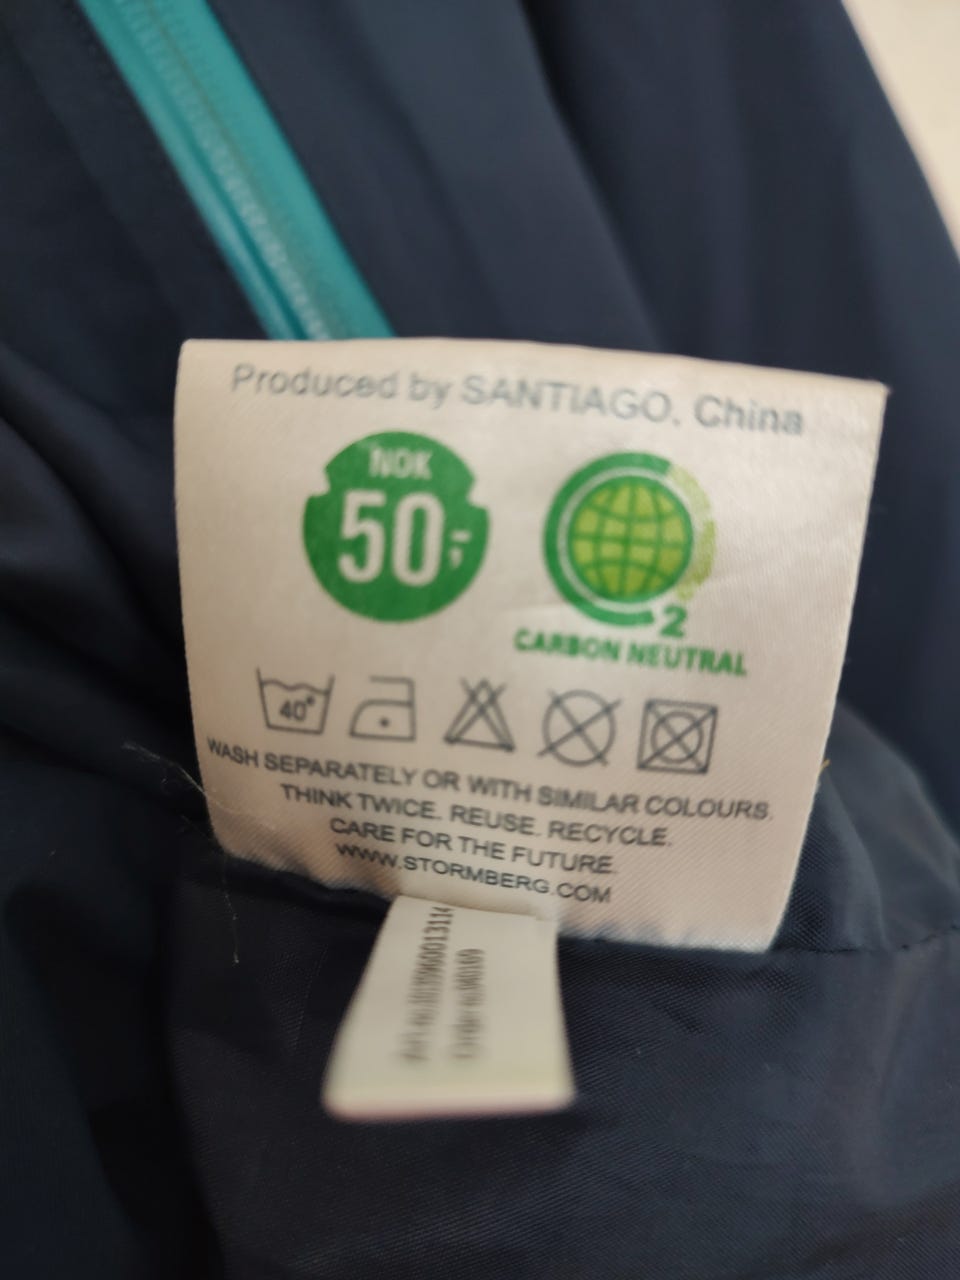 Produced by SANTIAGO, China
NOK
50,-
2
CARBON NEUTRAL
40°
WASH SEPARATELY OR WITH SIMILAR COLOURS.
THINK TWICE. REUSE. RECYCLE.
CARE FOR THE FUTURE.
WWW.STORMBERG.COM